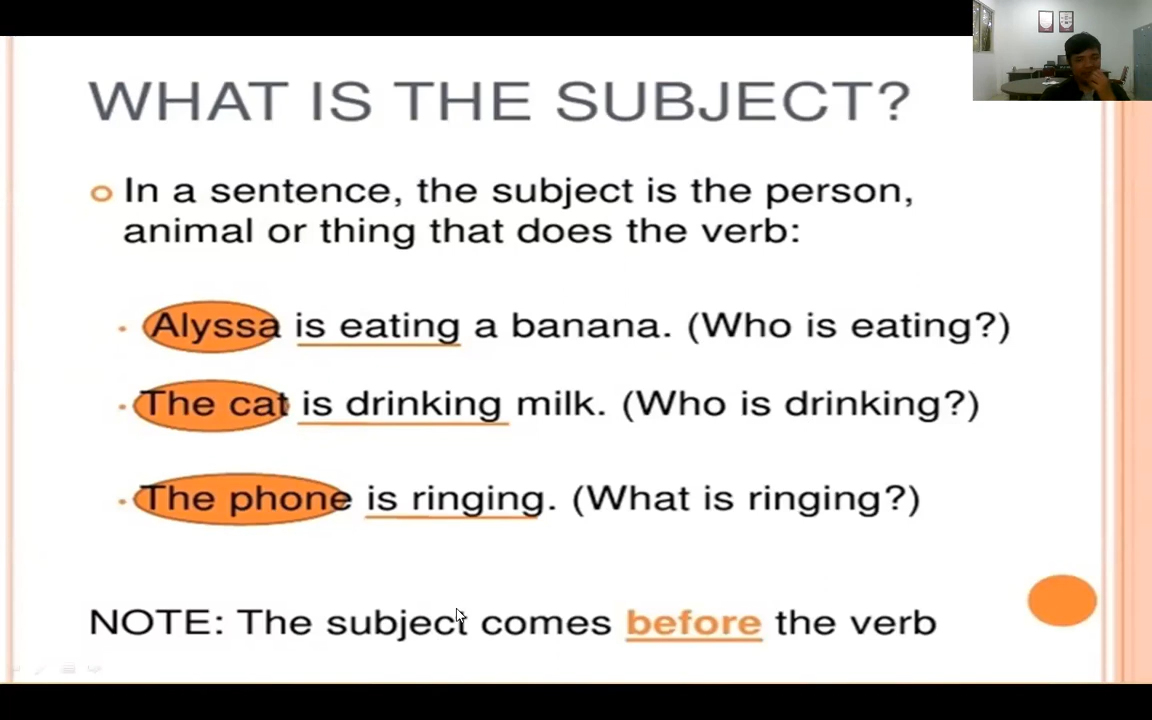 WHAT IS THE SUBJECT?
In a sentence, the subject is the person,
animal or thing that does the verb:
Alyssa is eating a banana. (Who is eating?)
The cat is drinking milk. (Who is drinking?)
The phone is ringing. (What is ringing?)
NOTE: The subject comes before the verb